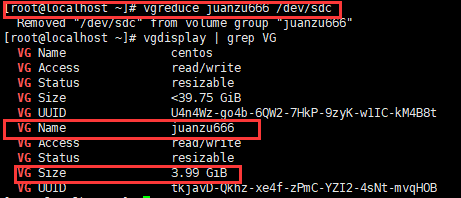 [root@localhost ~]# vgreduce juanzu666 /dev/sdc
Removed "/dev/sdc" from volume group "juanzu666"
[root@localhost ~]# vgdisplay | grep VG
VG Name centos
VG Access read/write
VG Status resizable
VG Size <39.75 GiB
VG UUID U4n4Wz-go4b-6QW2-7HkP-9zyK-w1IC-kM4B8t
VG Name juanzu666
VG Access read/write
VG Status resizable
VG Size 3.99 GiB
VG UUID tkjavD-Qkhz-xe4f-zPmC-YZI2-4sNt-mvqHOB